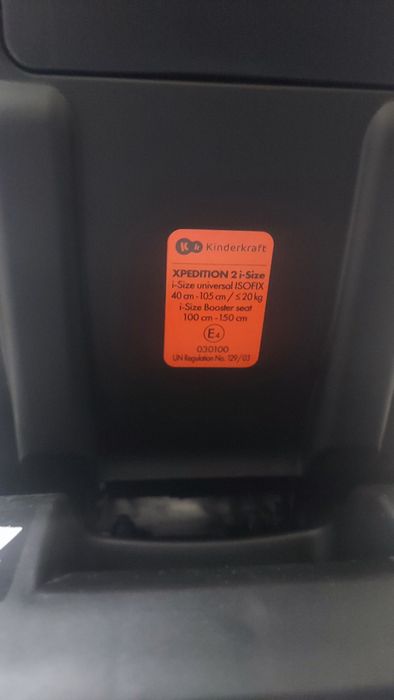 K k Kinderkraft
XPEDITION 2 i-Size
i-Size universal ISOFIX
40 cm - 105 cm / ≤ 20 kg
i-Size Booster seat
100 cm - 150 cm
E4
030100
UN Regulation No. 129/03